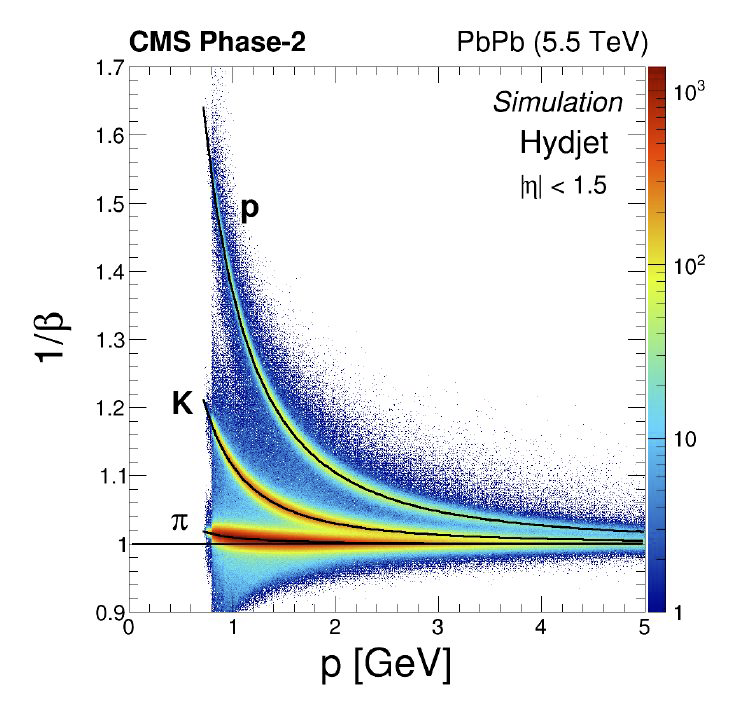 CMS Phase-2 PbPb (5.5 TeV)
Simulation
Hydjet
|η| < 1.5
p
K
π
1/β
1.7
1.6
1.5
1.4
1.3
1.2
1.1
1
0.9
0 1 2 3 4 5
p [GeV]
10³
10²
10
1